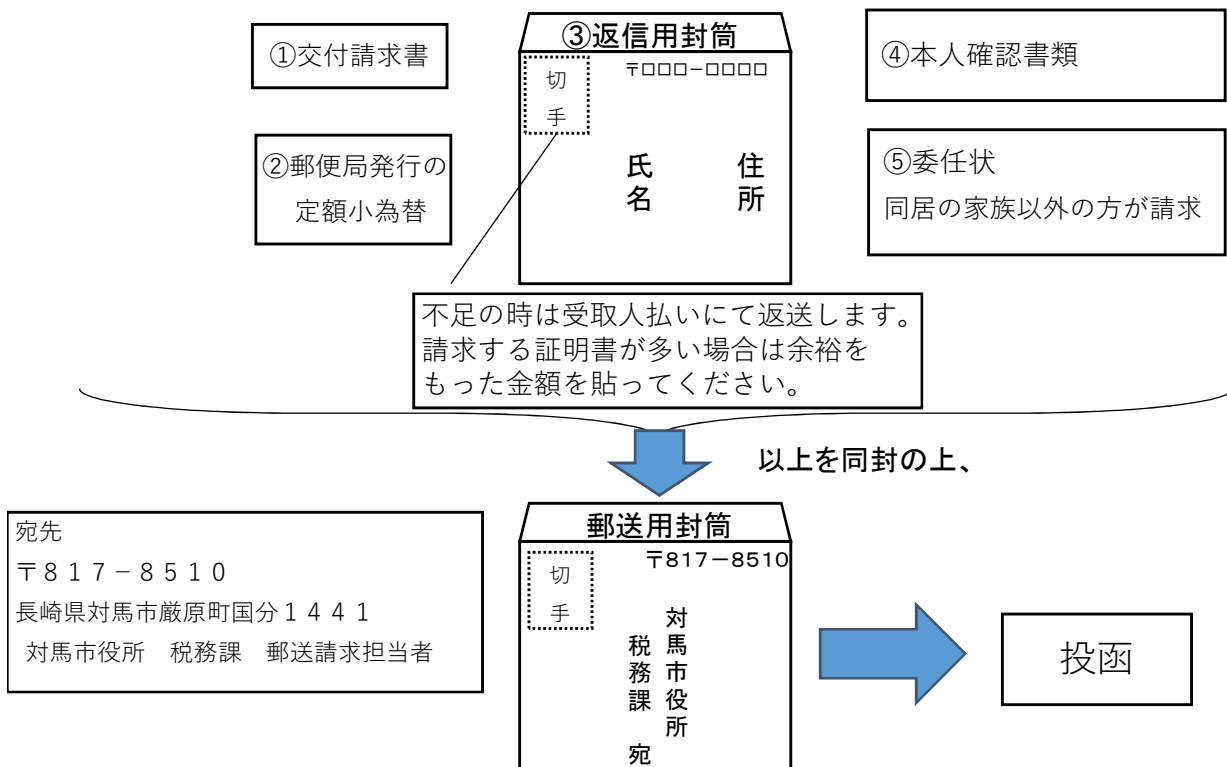 ①交付請求書
②郵便局発行の
定額小為替
③返信用封筒
切
手
〒□□□-□□□□
住所
氏名
④本人確認書類
⑤委任状
同居の家族以外の方が請求
不足の時は受取人払いにて返送します。
請求する証明書が多い場合は余裕を
もった金額を貼ってください。
以上を同封の上、
宛先
〒８１７－８５１０
長崎県対馬市厳原町国分１４４１
対馬市役所　税務課　郵送請求担当者
郵送用封筒
切
手
〒817－8510
対馬市役所
税務課　宛
投函